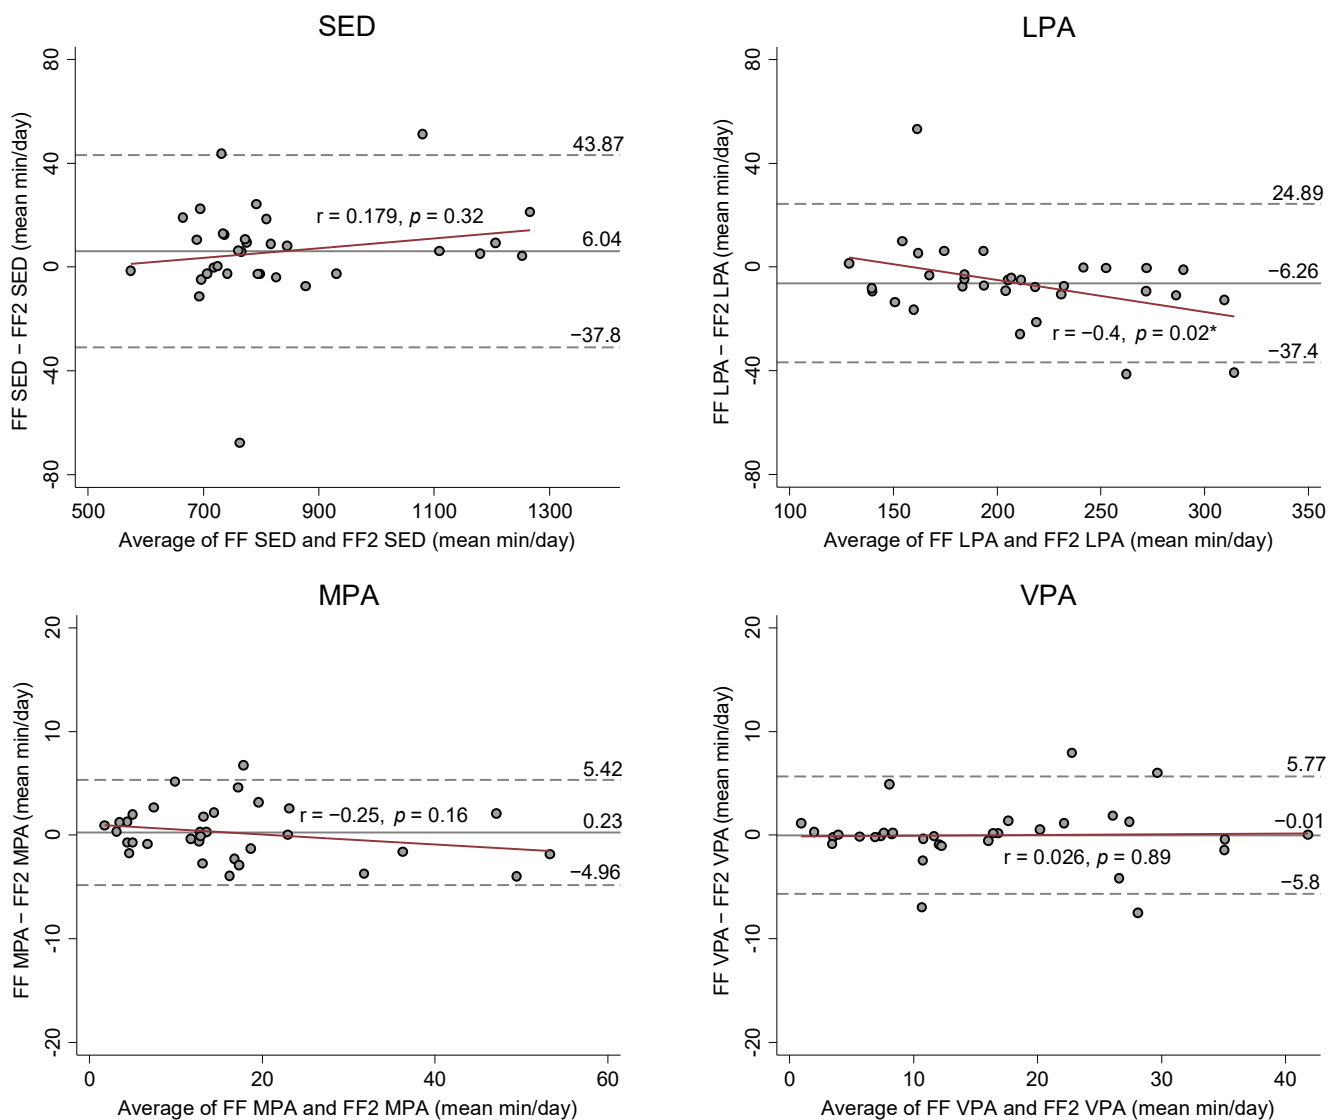 SED
FF SED − FF2 SED (mean min/day)
80
40
0
-40
-80
43.87
r = 0.179, p = 0.32
6.04
−37.8
500 700 900 1100 1300
Average of FF SED and FF2 SED (mean min/day)
LPA
FF LPA − FF2 LPA (mean min/day)
80
40
0
-40
-80
24.89
−6.26
r = −0.4, p = 0.02*
−37.4
100 150 200 250 300 350
Average of FF LPA and FF2 LPA (mean min/day)
MPA
FF MPA − FF2 MPA (mean min/day)
20
10
0
-10
-20
5.42
r = −0.25, p = 0.16
0.23
−4.96
0 20 40 60
Average of FF MPA and FF2 MPA (mean min/day)
VPA
FF VPA − FF2 VPA (mean min/day)
20
10
0
-10
-20
5.77
−0.01
r = 0.026, p = 0.89
−5.8
0 10 20 30 40
Average of FF VPA and FF2 VPA (mean min/day)